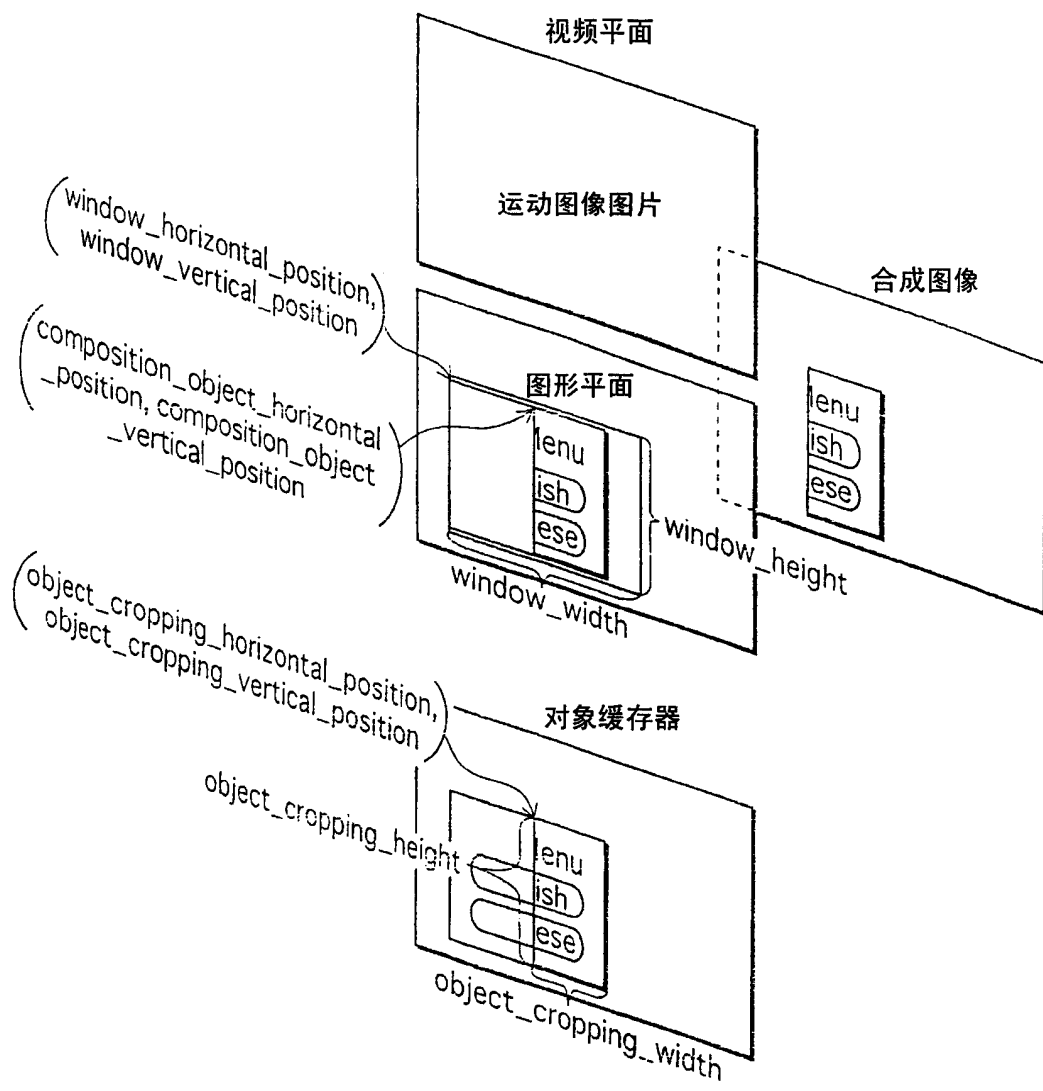 视频平面
运动图像图片
window_horizontal_position,
window_vertical_position
合成图像
lenu
ish
ese
composition_object_horizontal
_position, composition_object
_vertical_position
图形平面
lenu
ish
ese
window_height
window_width
object_cropping_horizontal_position,
object_cropping_vertical_position
对象缓存器
object_cropping_height
lenu
ish
ese
object_cropping_width